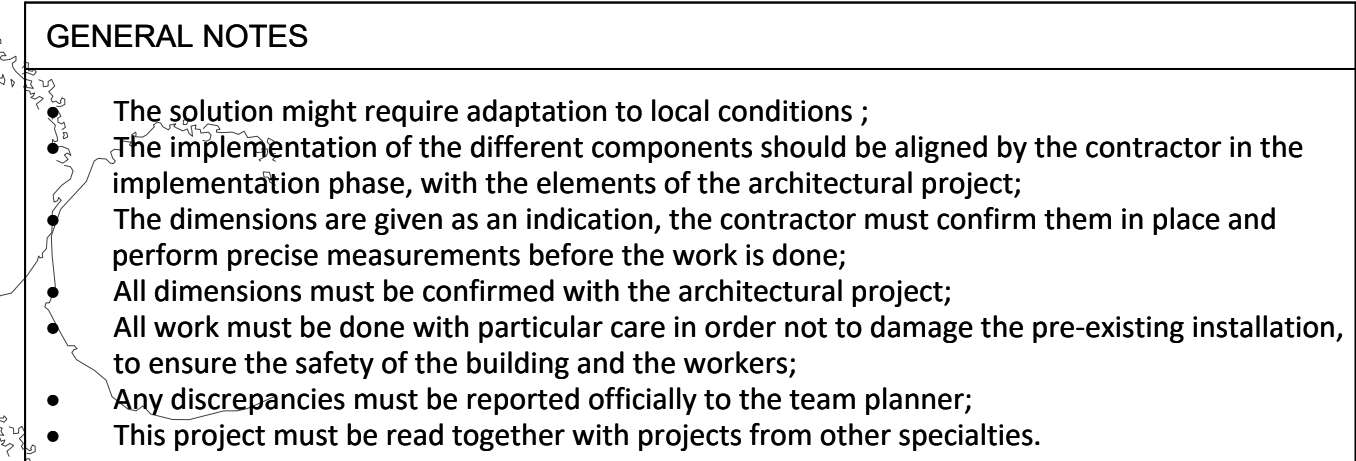 GENERAL NOTES
• The solution might require adaptation to local conditions ;
• The implementation of the different components should be aligned by the contractor in the
implementation phase, with the elements of the architectural project;
• The dimensions are given as an indication, the contractor must confirm them in place and
perform precise measurements before the work is done;
• All dimensions must be confirmed with the architectural project;
• All work must be done with particular care in order not to damage the pre-existing installation,
to ensure the safety of the building and the workers;
• Any discrepancies must be reported officially to the team planner;
• This project must be read together with projects from other specialties.